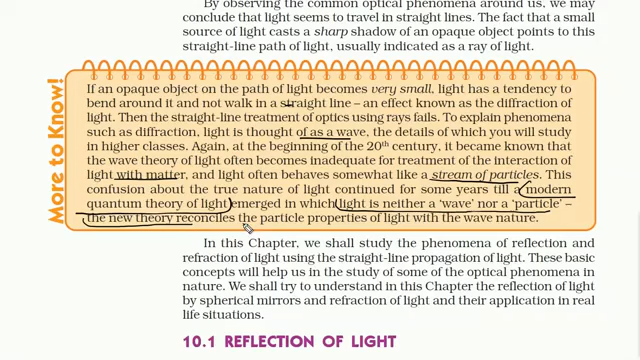 By observing the common optical phenomena around us, we may
conclude that light seems to travel in straight lines. The fact that a small
source of light casts a sharp shadow of an opaque object points to this
straight-line path of light, usually indicated as a ray of light.
More to Know!
If an opaque object on the path of light becomes very small, light has a tendency to
bend around it and not walk in a straight line – an effect known as the diffraction of
light. Then the straight-line treatment of optics using rays fails. To explain phenomena
such as diffraction, light is thought of as a wave, the details of which you will study
in higher classes. Again, at the beginning of the 20th century, it became known that
the wave theory of light often becomes inadequate for treatment of the interaction of
light with matter, and light often behaves somewhat like a stream of particles. This
confusion about the true nature of light continued for some years till a modern
quantum theory of light emerged in which light is neither a ‘wave’ nor a ‘particle’ –
the new theory reconciles the particle properties of light with the wave nature.
In this Chapter, we shall study the phenomena of reflection and
refraction of light using the straight-line propagation of light. These basic
concepts will help us in the study of some of the optical phenomena in
nature. We shall try to understand in this Chapter the reflection of light
by spherical mirrors and refraction of light and their application in real
life situations.
10.1 REFLECTION OF LIGHT